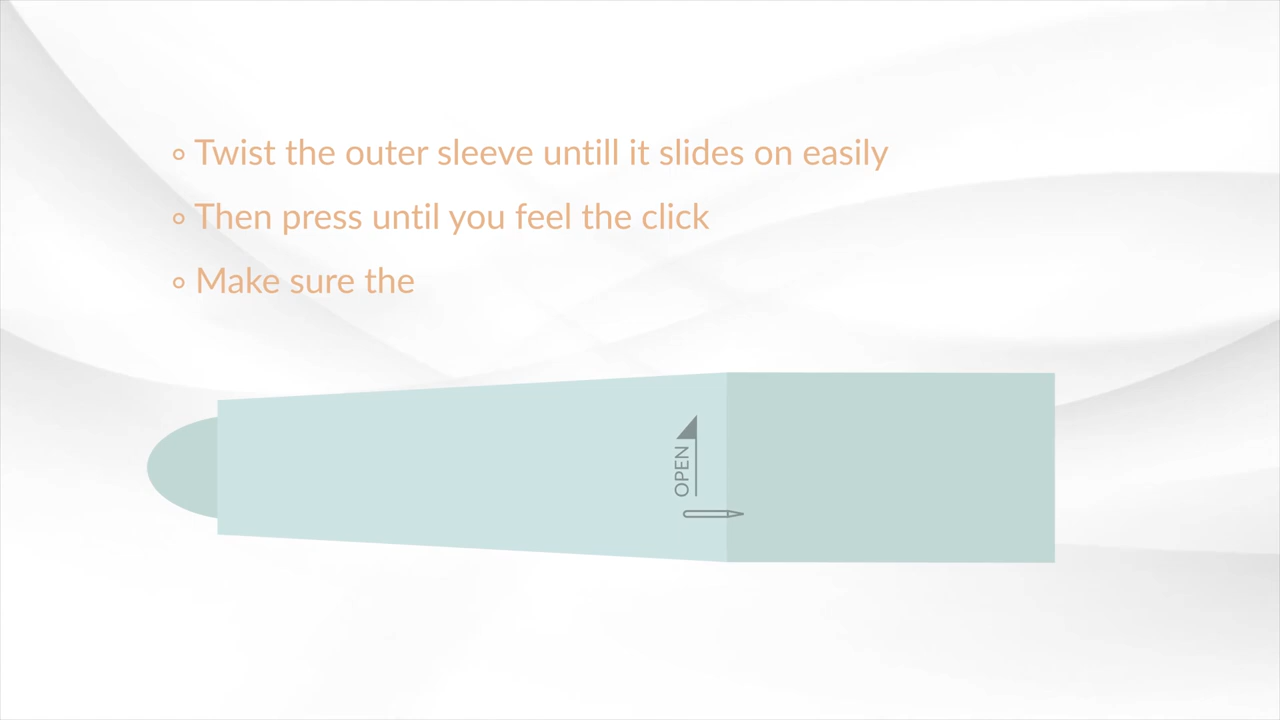 Twist the outer sleeve untill it slides on easily
Then press until you feel the click
Make sure the
OPEN